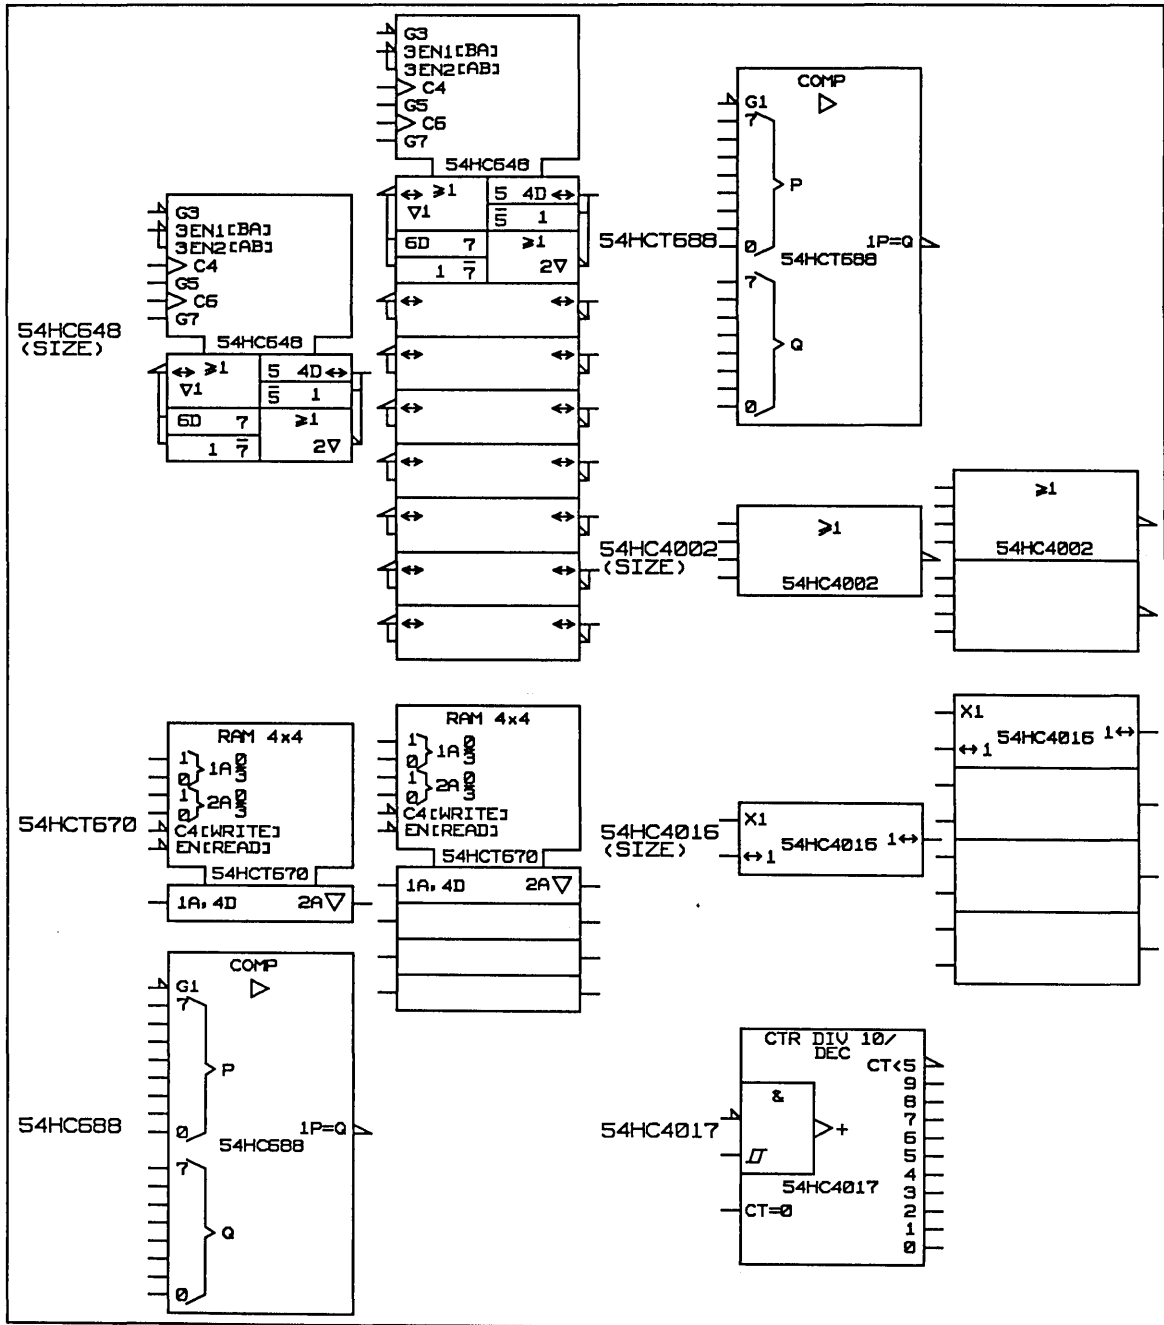 54HC648
(SIZE)
G3
3EN1[BA]
3EN2[AB]
C4
G5
C6
G7
54HC648
↔ ≥1
▽1
5 4D ↔
5̅ 1
6D 7
1 7̅
≥1
2▽
G3
3EN1[BA]
3EN2[AB]
C4
G5
C6
G7
54HC648
↔ ≥1
▽1
5 4D ↔
5̅ 1
6D 7
1 7̅
≥1
2▽
↔ ↔
↔ ↔
↔ ↔
↔ ↔
↔ ↔
↔ ↔
↔ ↔
54HCT688
COMP
▷
G1
7
P
0
54HCT688
1P=Q
7
Q
0
54HC4002
(SIZE)
≥1
54HC4002
≥1
54HC4002
54HCT670
RAM 4x4
1
0
1A 0
3
1
0
2A 0
3
C4[WRITE]
EN[READ]
54HCT670
1A, 4D 2A▽
RAM 4x4
1
0
1A 0
3
1
0
2A 0
3
C4[WRITE]
EN[READ]
54HCT670
1A, 4D 2A▽
54HC4016
(SIZE)
X1
54HC4016 1↔
↔1
X1
54HC4016 1↔
↔1
54HC688
COMP
▷
G1
7
P
0
54HC688
1P=Q
7
Q
0
54HC4017
CTR DIV 10/
DEC
CT<5
9
&
8
7
+
6
5
54HC4017
4
3
CT=0
2
1
0